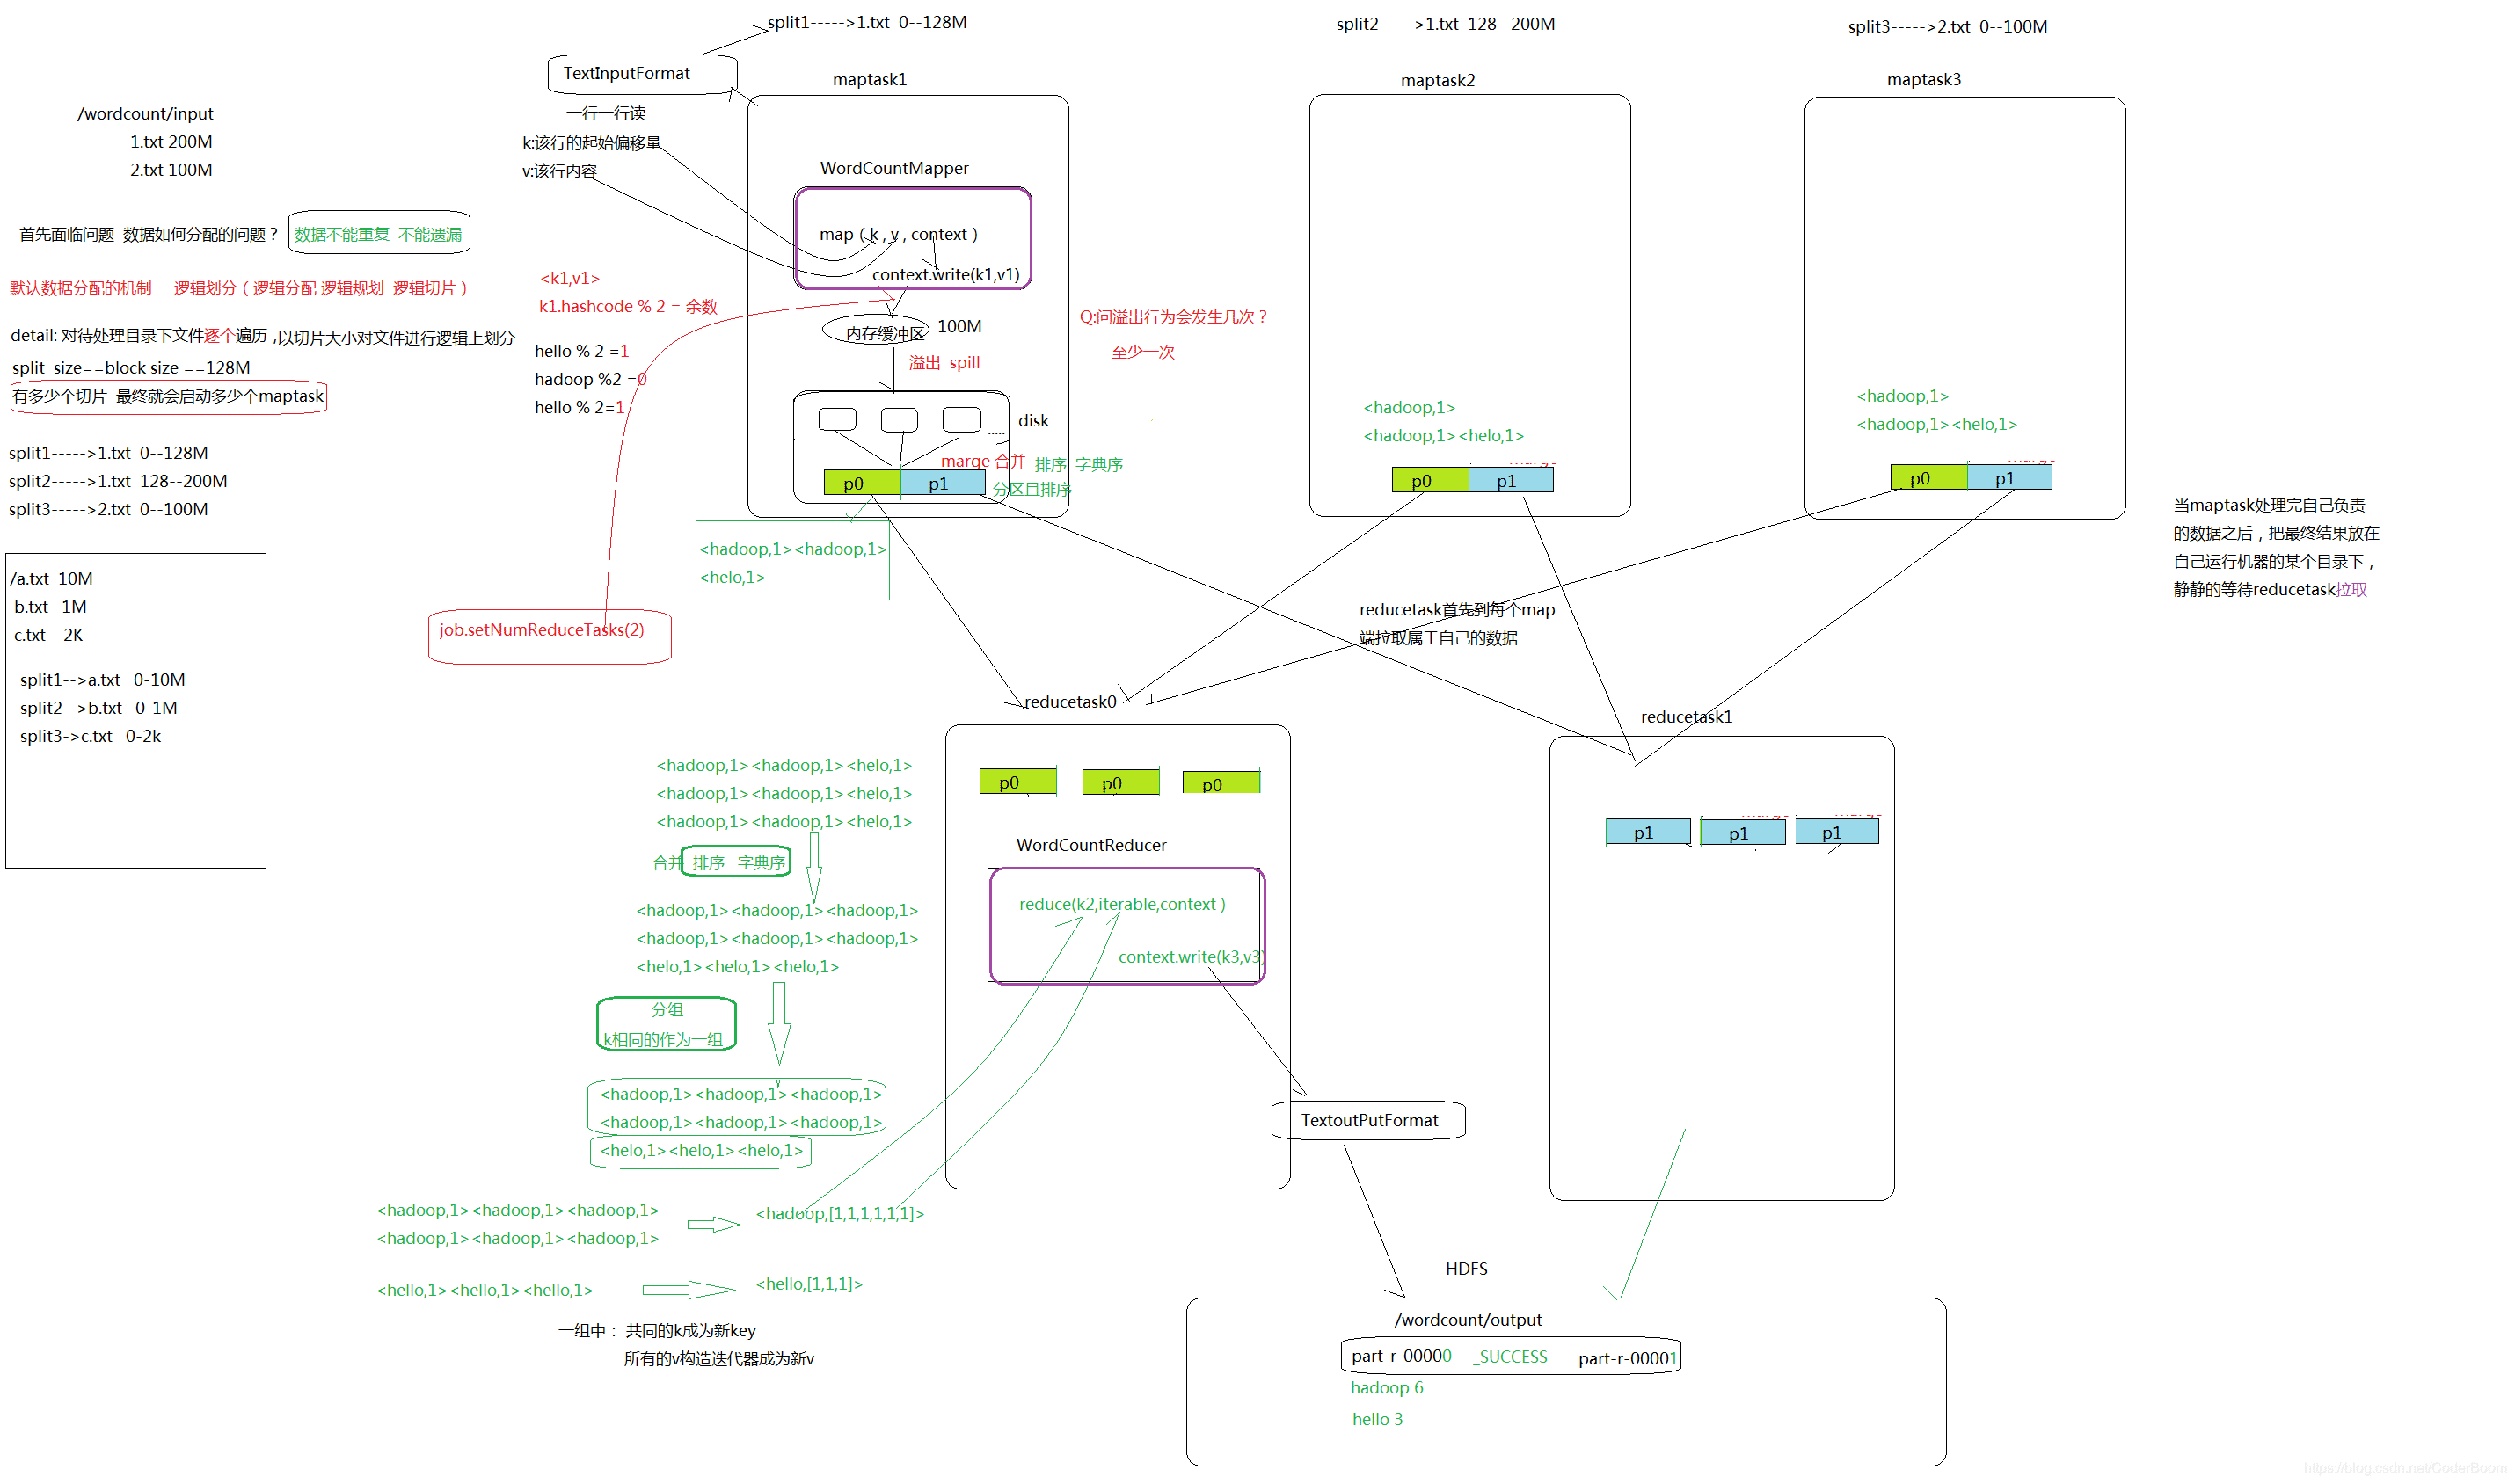 split1----->1.txt  0--128M
split2----->1.txt  128--200M
split3----->2.txt  0--100M
TextInputFormat
maptask1
maptask2
maptask3
/wordcount/input
1.txt 200M
2.txt 100M
一行一行读
k:该行的起始偏移量
v:该行内容
WordCountMapper
map ( k , v , context )
context.write(k1,v1)
首先面临问题  数据如何分配的问题？
数据不能重复  不能遗漏
默认数据分配的机制    逻辑划分（逻辑分配 逻辑规划  逻辑切片）
detail: 对待处理目录下文件逐个遍历 ,以切片大小对文件进行逻辑上划分
split  size==block size ==128M
有多少个切片  最终就会启动多少个maptask
<k1,v1>
k1.hashcode % 2 = 余数
hello % 2 =1
hadoop %2 =0
hello % 2=1
内存缓冲区
100M
溢出  spill
Q:问溢出行为会发生几次？
至少一次
disk
.....
marge 合并
排序  字典序
分区且排序
p0
p1
<hadoop,1>
<hadoop,1><helo,1>
marge
p0
p1
<hadoop,1>
<hadoop,1><helo,1>
marge
p0
p1
split1----->1.txt  0--128M
split2----->1.txt  128--200M
split3----->2.txt  0--100M
/a.txt  10M
b.txt   1M
c.txt    2K
split1-->a.txt   0-10M
split2-->b.txt   0-1M
split3->c.txt   0-2k
<hadoop,1><hadoop,1>
<helo,1>
job.setNumReduceTasks(2)
当maptask处理完自己负责
的数据之后，把最终结果放在
自己运行机器的某个目录下，
静静的等待reducetask拉取
reducetask首先到每个map
端拉取属于自己的数据
reducetask0
reducetask1
p0
p0
p0
marge
marge
p1
p1
p1
WordCountReducer
reduce(k2,iterable,context )
context.write(k3,v3)
<hadoop,1><hadoop,1><helo,1>
<hadoop,1><hadoop,1><helo,1>
<hadoop,1><hadoop,1><helo,1>
合并  排序   字典序
<hadoop,1><hadoop,1><hadoop,1>
<hadoop,1><hadoop,1><hadoop,1>
<helo,1><helo,1><helo,1>
分组
k相同的作为一组
<hadoop,1><hadoop,1><hadoop,1>
<hadoop,1><hadoop,1><hadoop,1>
<helo,1><helo,1><helo,1>
<hadoop,1><hadoop,1><hadoop,1>
<hadoop,1><hadoop,1><hadoop,1>
<hadoop,[1,1,1,1,1,1]>
<hello,1><hello,1><hello,1>
<hello,[1,1,1]>
一组中： 共同的k成为新key
所有的v构造迭代器成为新v
TextoutPutFormat
HDFS
/wordcount/output
part-r-00000
_SUCCESS
part-r-00001
hadoop 6
hello 3
https://blog.csdn.net/CoderBoom